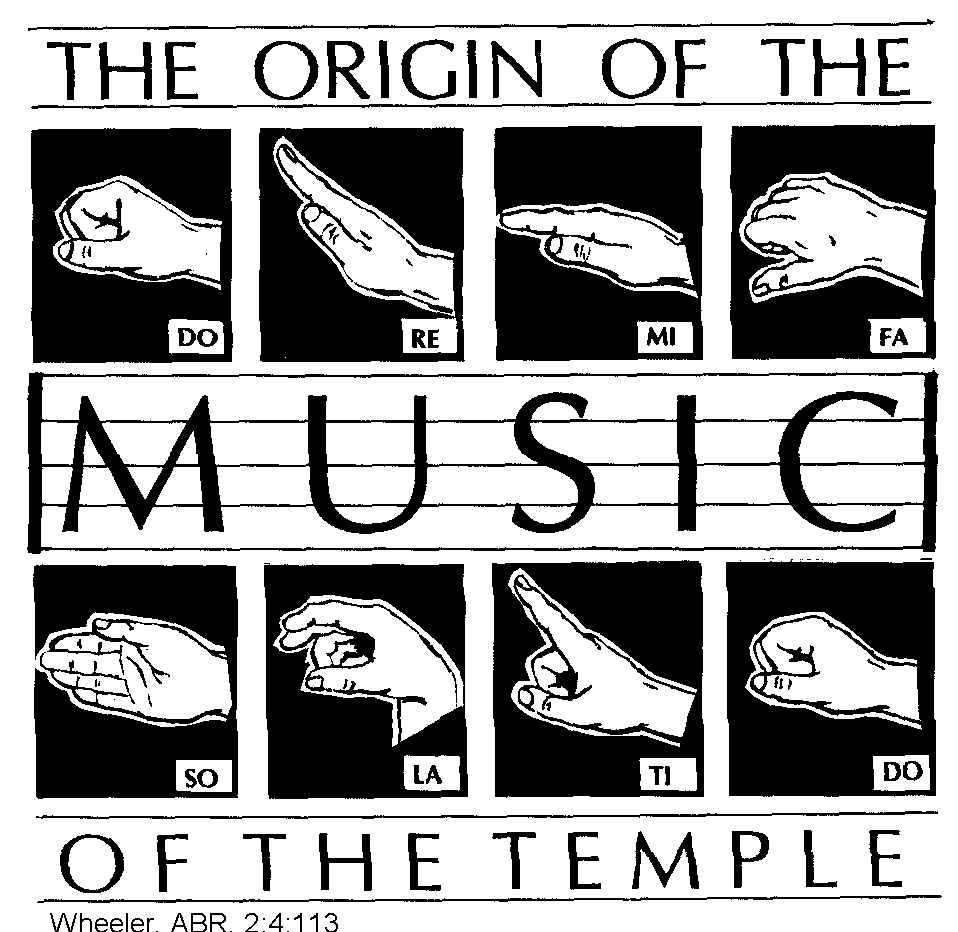 THE ORIGIN OF THE
DO RE MI FA
MUSIC
SO LA TI DO
OF THE TEMPLE
Wheeler, ABR, 2:4:113